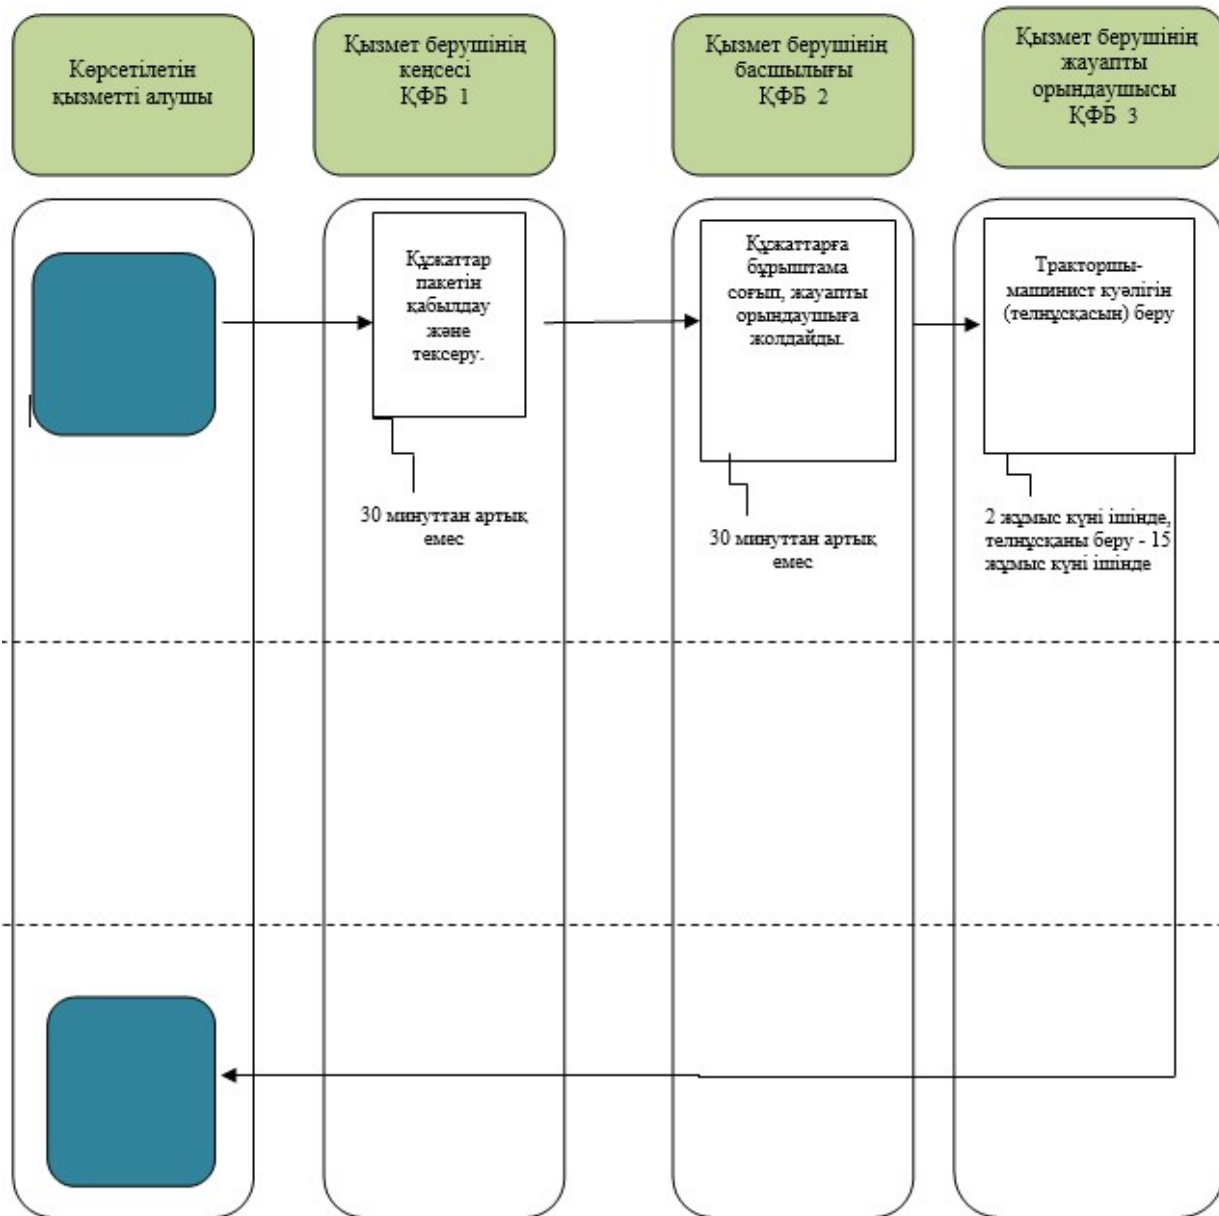 Көрсетілетін
қызметті алушы
Қызмет берушінің
кеңсесі
ҚФБ 1
Қызмет берушінің
басшылығы
ҚФБ 2
Қызмет берушінің
жауапты
орындаушысы
ҚФБ 3
Құжаттар
пакетін
қабылдау
және
тексеру.
Құжаттарға
бұрыштама
соғып, жауапты
орындаушыға
жолдайды.
Тракторшы-
машинист куәлігін
(телнұсқасын) беру
30 минуттан артық
емес
30 минуттан артық
емес
2 жұмыс күні ішінде,
телнұсқаны беру - 15
жұмыс күні ішінде